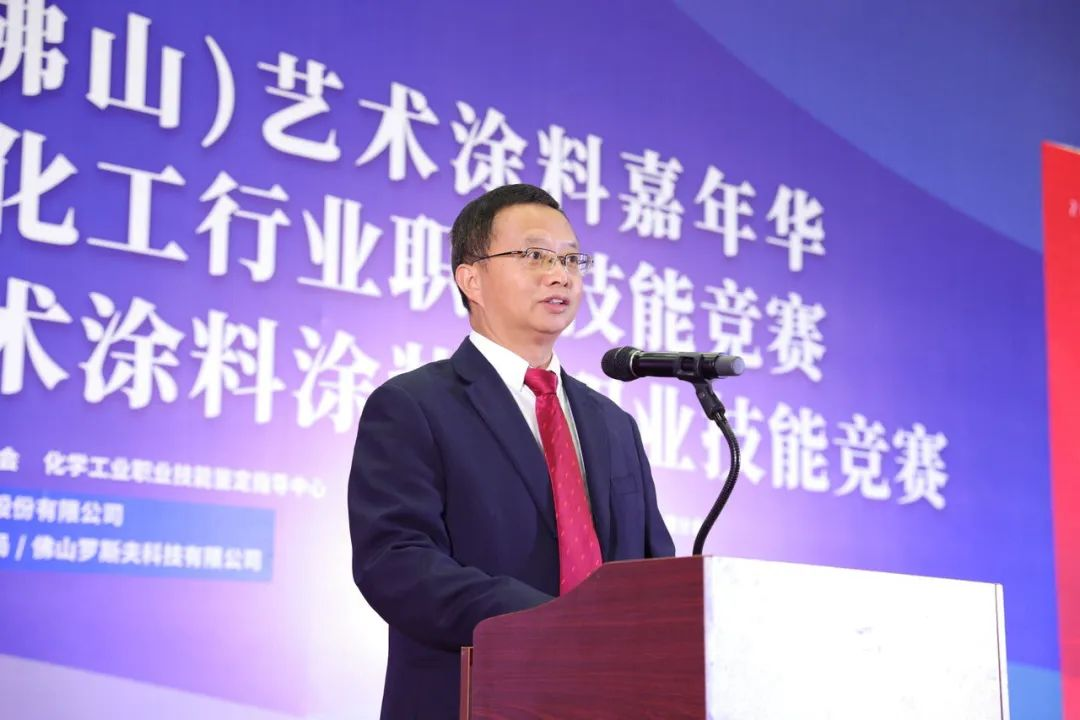 佛山)艺术涂料嘉年华
化工行业职 技能竞赛
术涂料涂 职业技能竞赛
会 化学工业职业技能鉴定指导中心
股份有限公司
局 / 佛山罗斯夫科技有限公司